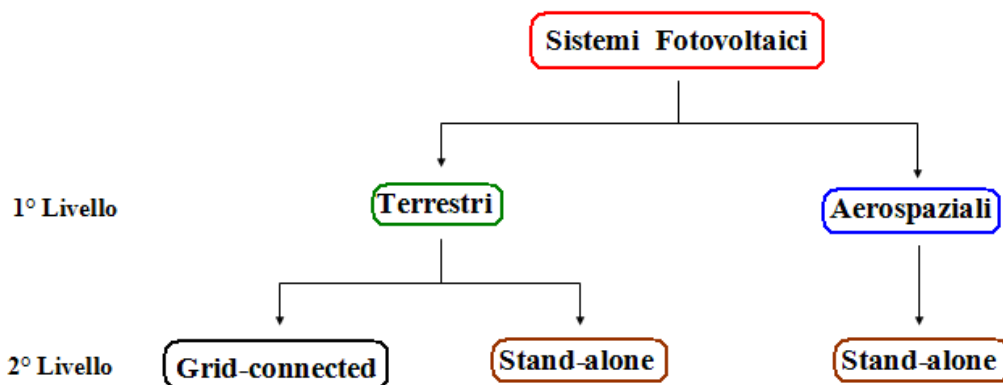 Sistemi Fotovoltaici
1° Livello
Terrestri
Aerospaziali
2° Livello
Grid-connected
Stand-alone
Stand-alone